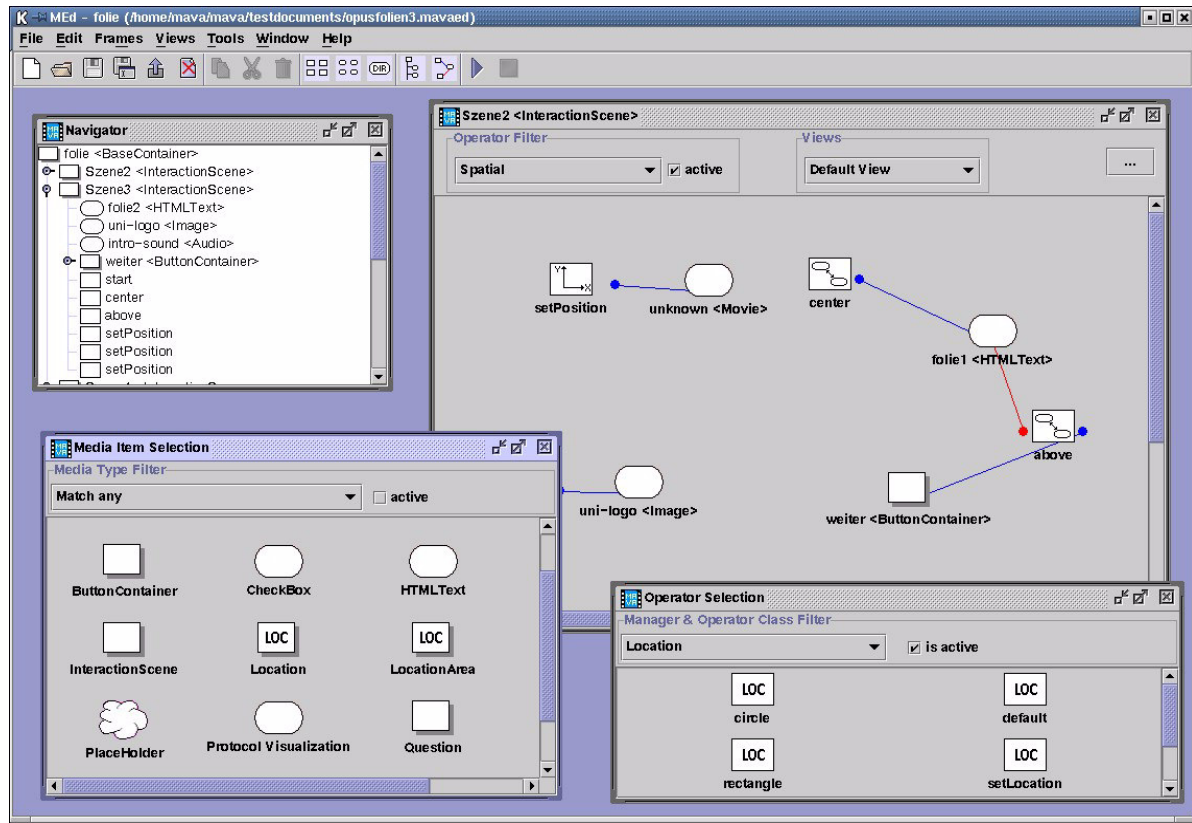 MEd - folie (/home/mava/mava/testdocuments/opusfolien3.mavaed)
File Edit Frames Views Tools Window Help
DIR
Navigator
folie <BaseContainer>
Szene2 <InteractionScene>
Szene3 <InteractionScene>
folie2 <HTMLText>
uni-logo <Image>
intro-sound <Audio>
weiter <ButtonContainer>
start
center
above
setPosition
setPosition
setPosition
Szene2 <InteractionScene>
Operator Filter
Views
Spatial
active
Default View
...
Y
X
setPosition
unknown <Movie>
center
folie1 <HTMLText>
above
uni-logo <Image>
weiter <ButtonContainer>
Media Item Selection
Media Type Filter
Match any
active
ButtonContainer
CheckBox
HTMLText
InteractionScene
LOC
Location
LOC
LocationArea
PlaceHolder
Protocol Visualization
Question
Operator Selection
Manager & Operator Class Filter
Location
is active
LOC
circle
LOC
default
LOC
rectangle
LOC
setLocation